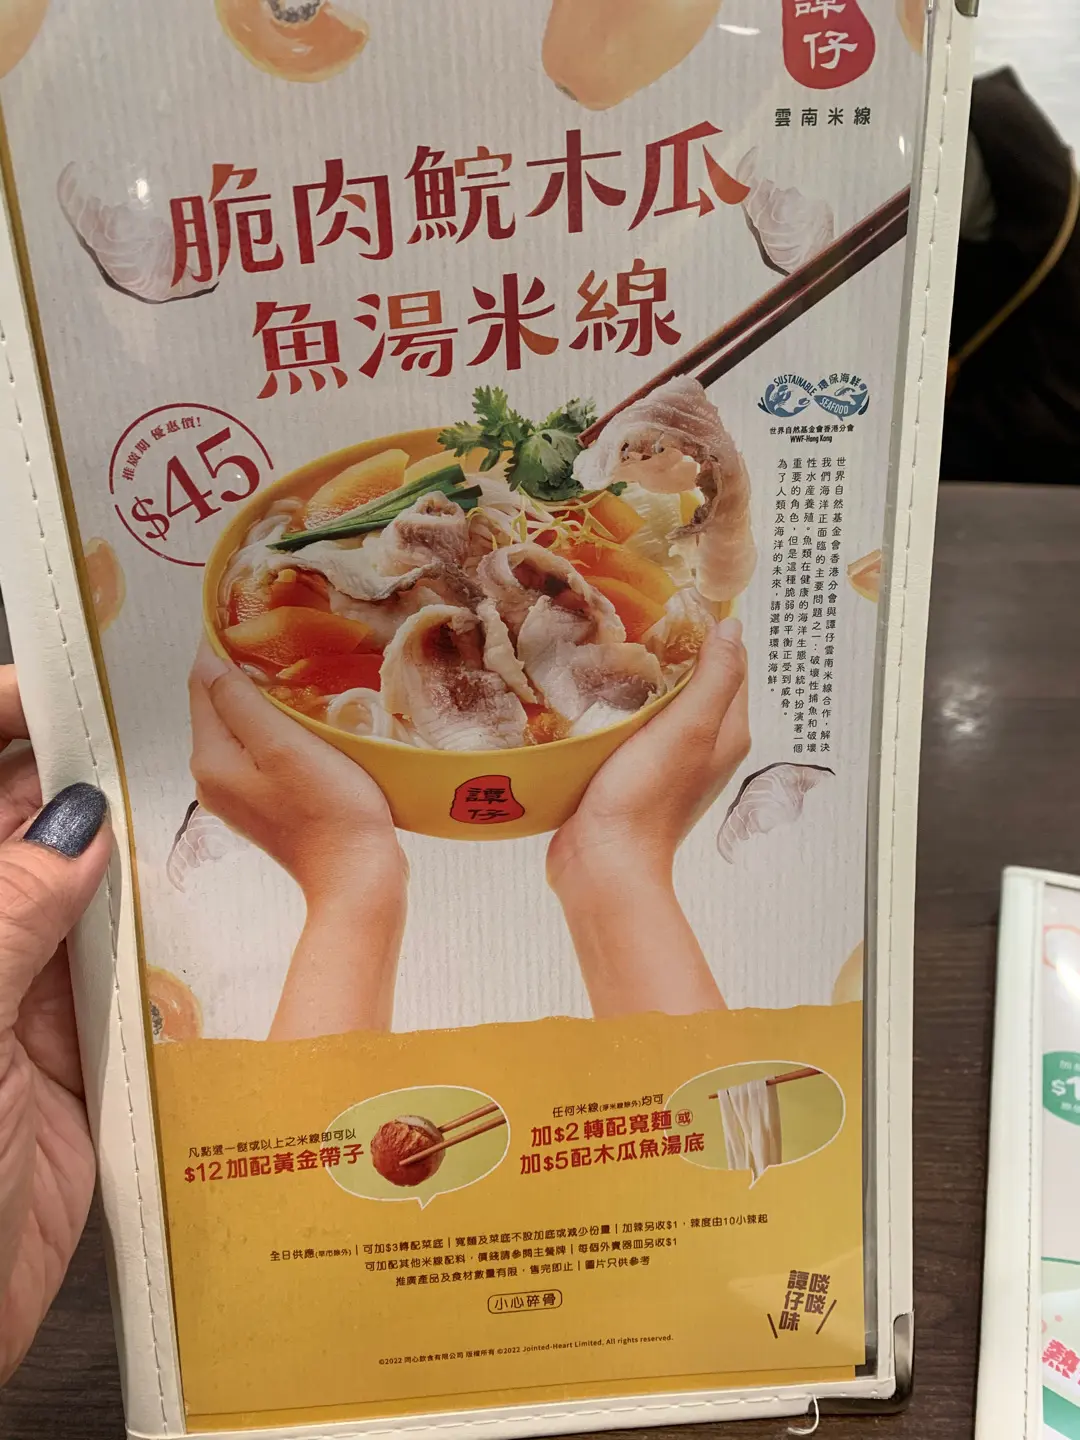 譚
仔
雲南米線
脆肉鯇木瓜
魚湯米線
推廣期 優惠價!
$45
SUSTAINABLE 環保海鮮
SEAFOOD
世界自然基金會香港分會
WWF-Hong Kong
世界自然基金會香港分會與譚仔雲南米線合作,解決
我們海洋正面臨的主要問題之一:破壞性捕魚和破壞
性水產養殖。魚類在健康的海洋生態系統中扮演著一個
重要的角色,但是這種脆弱的平衡正受到威脅。
為了人類及海洋的未來,請選擇環保海鮮。
譚
仔
凡點選一餸或以上之米線即可以
$12加配黃金帶子
任何米線(淨米線除外)均可
加$2轉配寬麵或
加$5配木瓜魚湯底
全日供應(早市除外)|可加$3轉配菜底|寬麵及菜底不設加底或減少份量|加辣另收$1,辣度由10小辣起
可加配其他米線配料,價錢請參閱主餐牌|每個外賣器皿另收$1
推廣產品及食材數量有限,售完即止|圖片只供參考
小心碎骨
啖啖
譚仔味
©2022 同心飲食有限公司 版權所有 ©2022 Jointed-Heart Limited. All rights reserved.
$1
熱